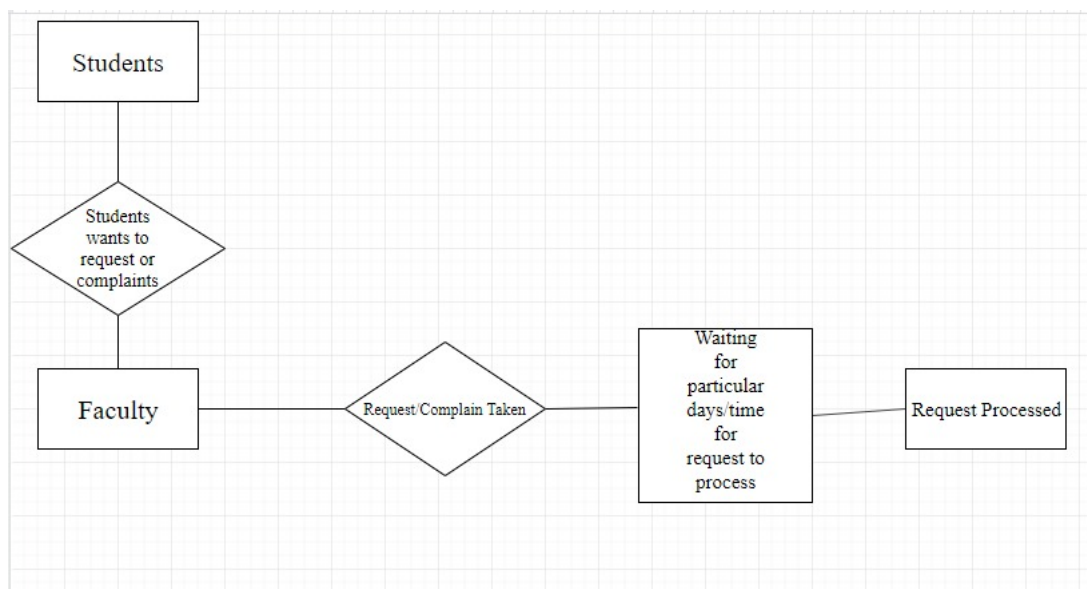 Students
Students
wants to
request or
complaints
Faculty
Request/Complain Taken
Waiting
for
particular
days/time
for
request to
process
Request Processed